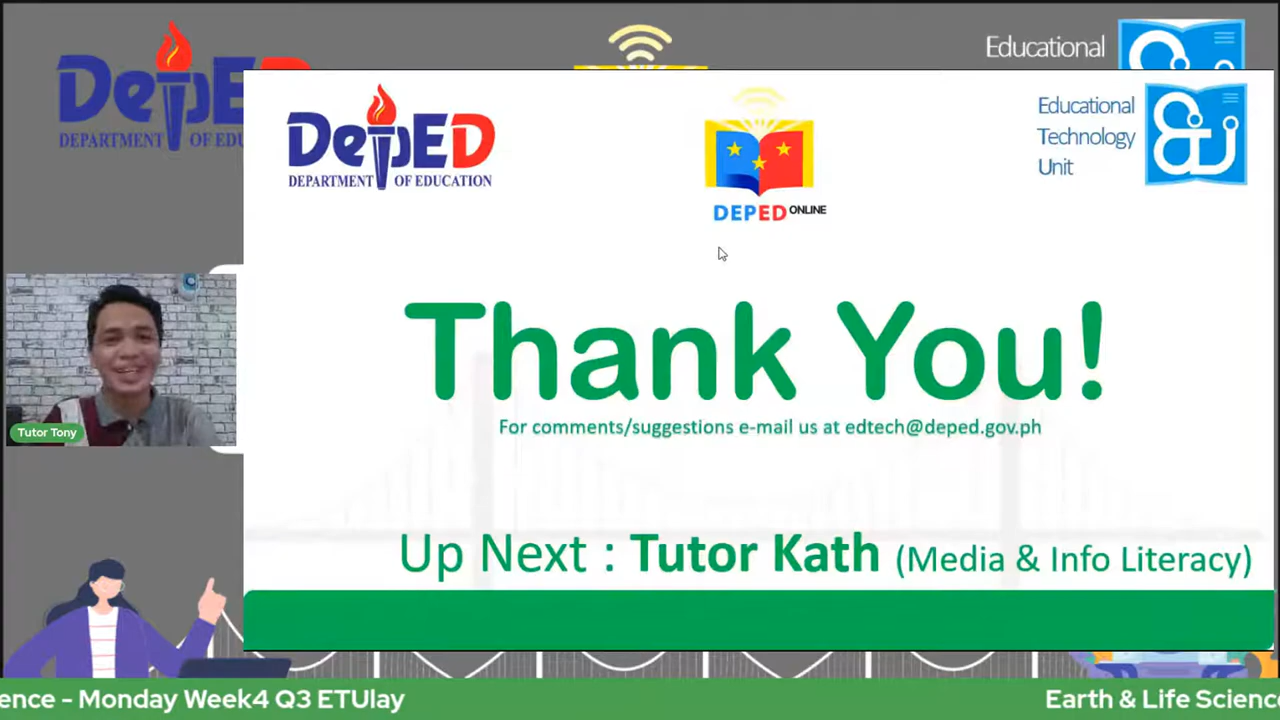 DepED
DEPARTMENT OF EDU
Educational
DepED
DEPARTMENT OF EDUCATION
DEPED ONLINE
Educational
Technology
Unit
Thank You!
For comments/suggestions e-mail us at edtech@deped.gov.ph
Tutor Tony
Up Next : Tutor Kath (Media & Info Literacy)
ence - Monday Week4 Q3 ETUlay
Earth & Life Science